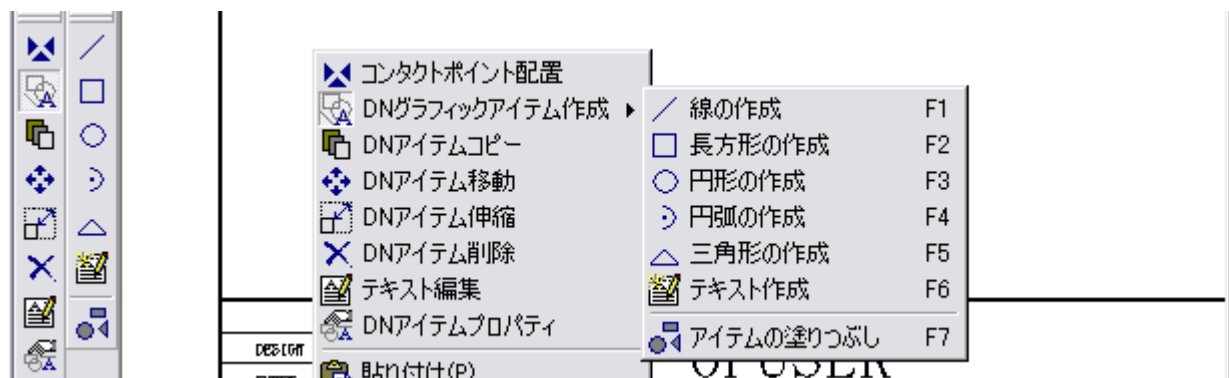 コンタクトポイント配置
DNグラフィックアイテム作成
DNアイテムコピー
DNアイテム移動
DNアイテム伸縮
DNアイテム削除
テキスト編集
DNアイテムプロパティ
貼り付け(P)
線の作成 F1
長方形の作成 F2
円形の作成 F3
円弧の作成 F4
三角形の作成 F5
テキスト作成 F6
アイテムの塗りつぶし F7
DESIGN
OFUSER